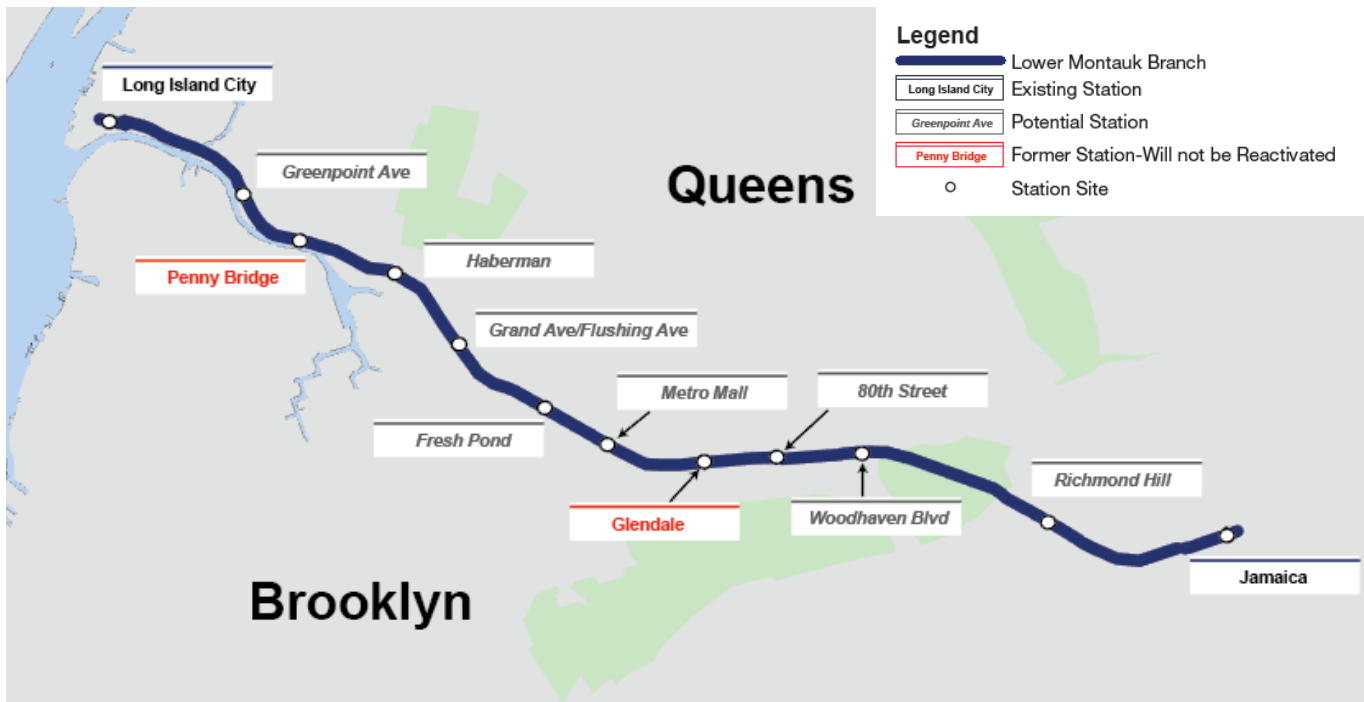 Legend
Lower Montauk Branch
Long Island City Existing Station
Greenpoint Ave Potential Station
Penny Bridge Former Station-Will not be Reactivated
Station Site
Long Island City
Greenpoint Ave
Queens
Penny Bridge
Haberman
Grand Ave/Flushing Ave
Metro Mall
80th Street
Fresh Pond
Richmond Hill
Glendale
Woodhaven Blvd
Jamaica
Brooklyn